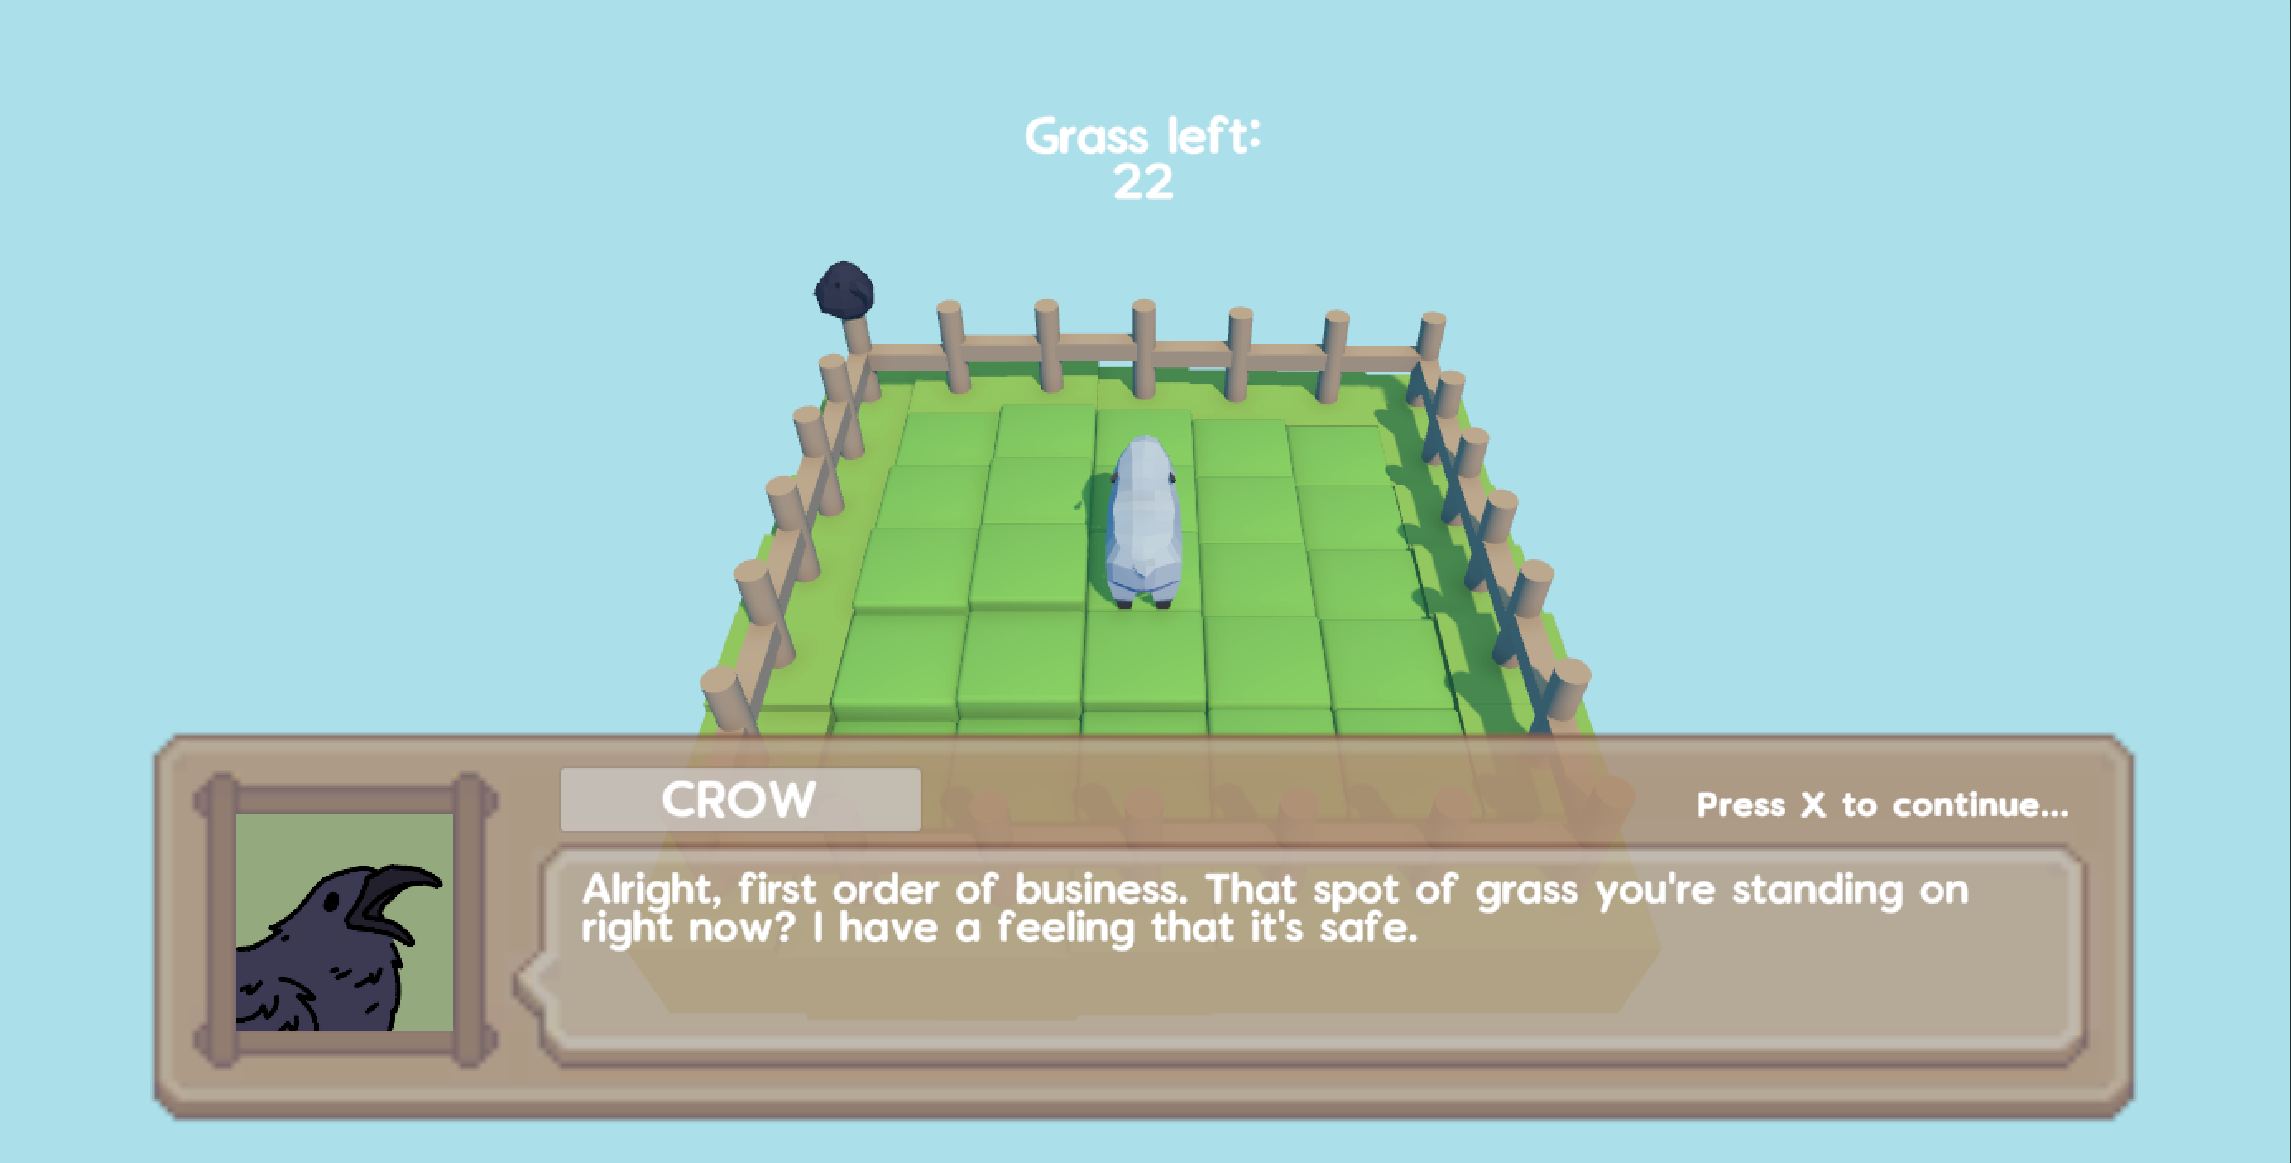 Grass left:
22
CROW
Press X to continue...
Alright, first order of business. That spot of grass you're standing on
right now? I have a feeling that it's safe.